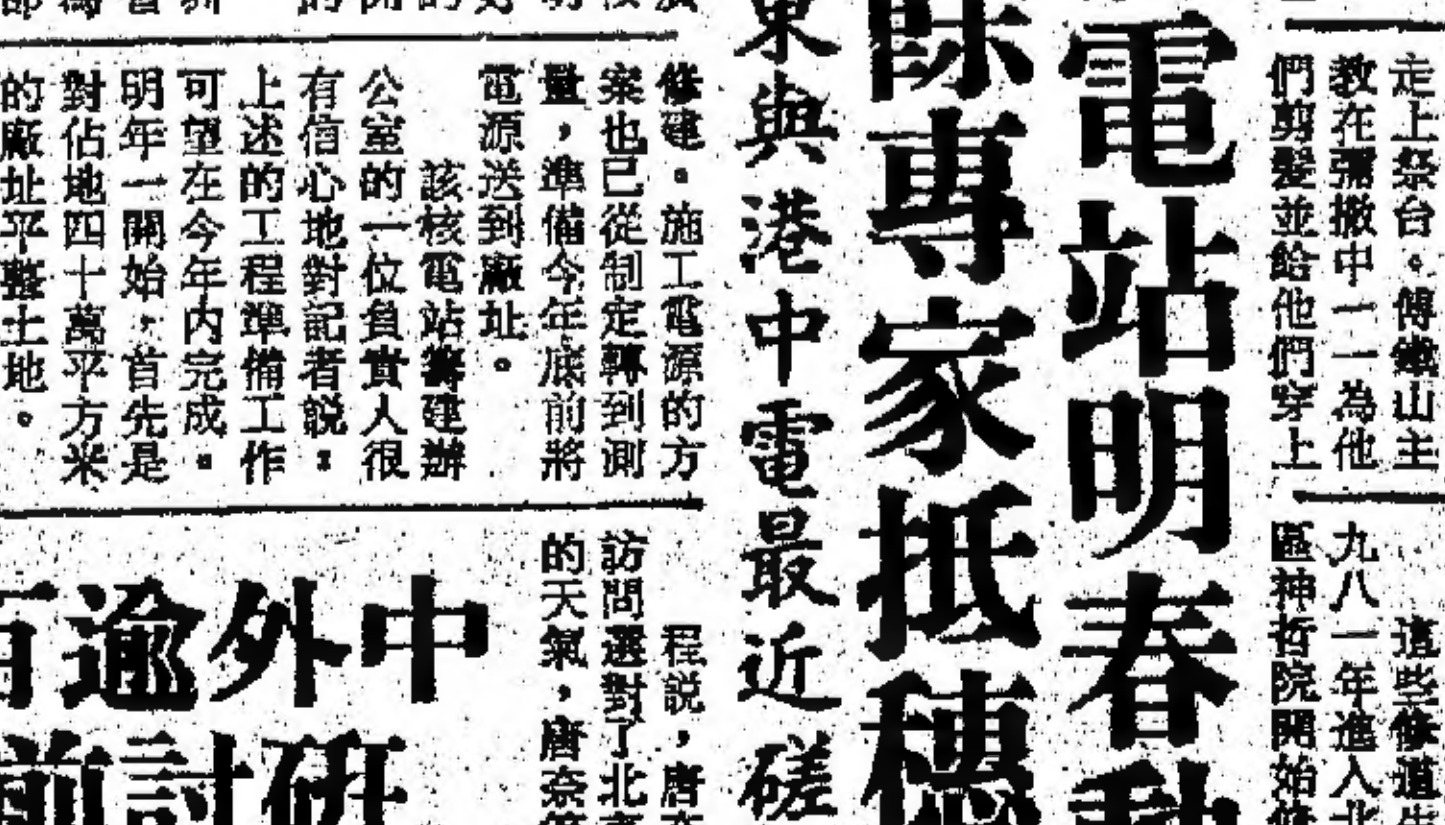 走上祭台。傅鐵山主
教在彌撒中一一為他
們剪髮並給他們穿上
這些修道生
九八一年進入北
區神哲院開始修
電站明春動
際專家抵穗
東與港中電最近磋
修建。施工電源的方
案也已從制定轉到測
量，準備今年底前將
電源送到廠址。
該核電站籌建辦
公室的一位負責人很
有信心地對記者説：
上述的工程準備工作
可望在今年内完成。
明年一開始，首先是
對佔地四十萬平方米
的廠址平整土地。
程説，唐
訪問選對了北
的天氣，唐奈
中外逾百
研討前